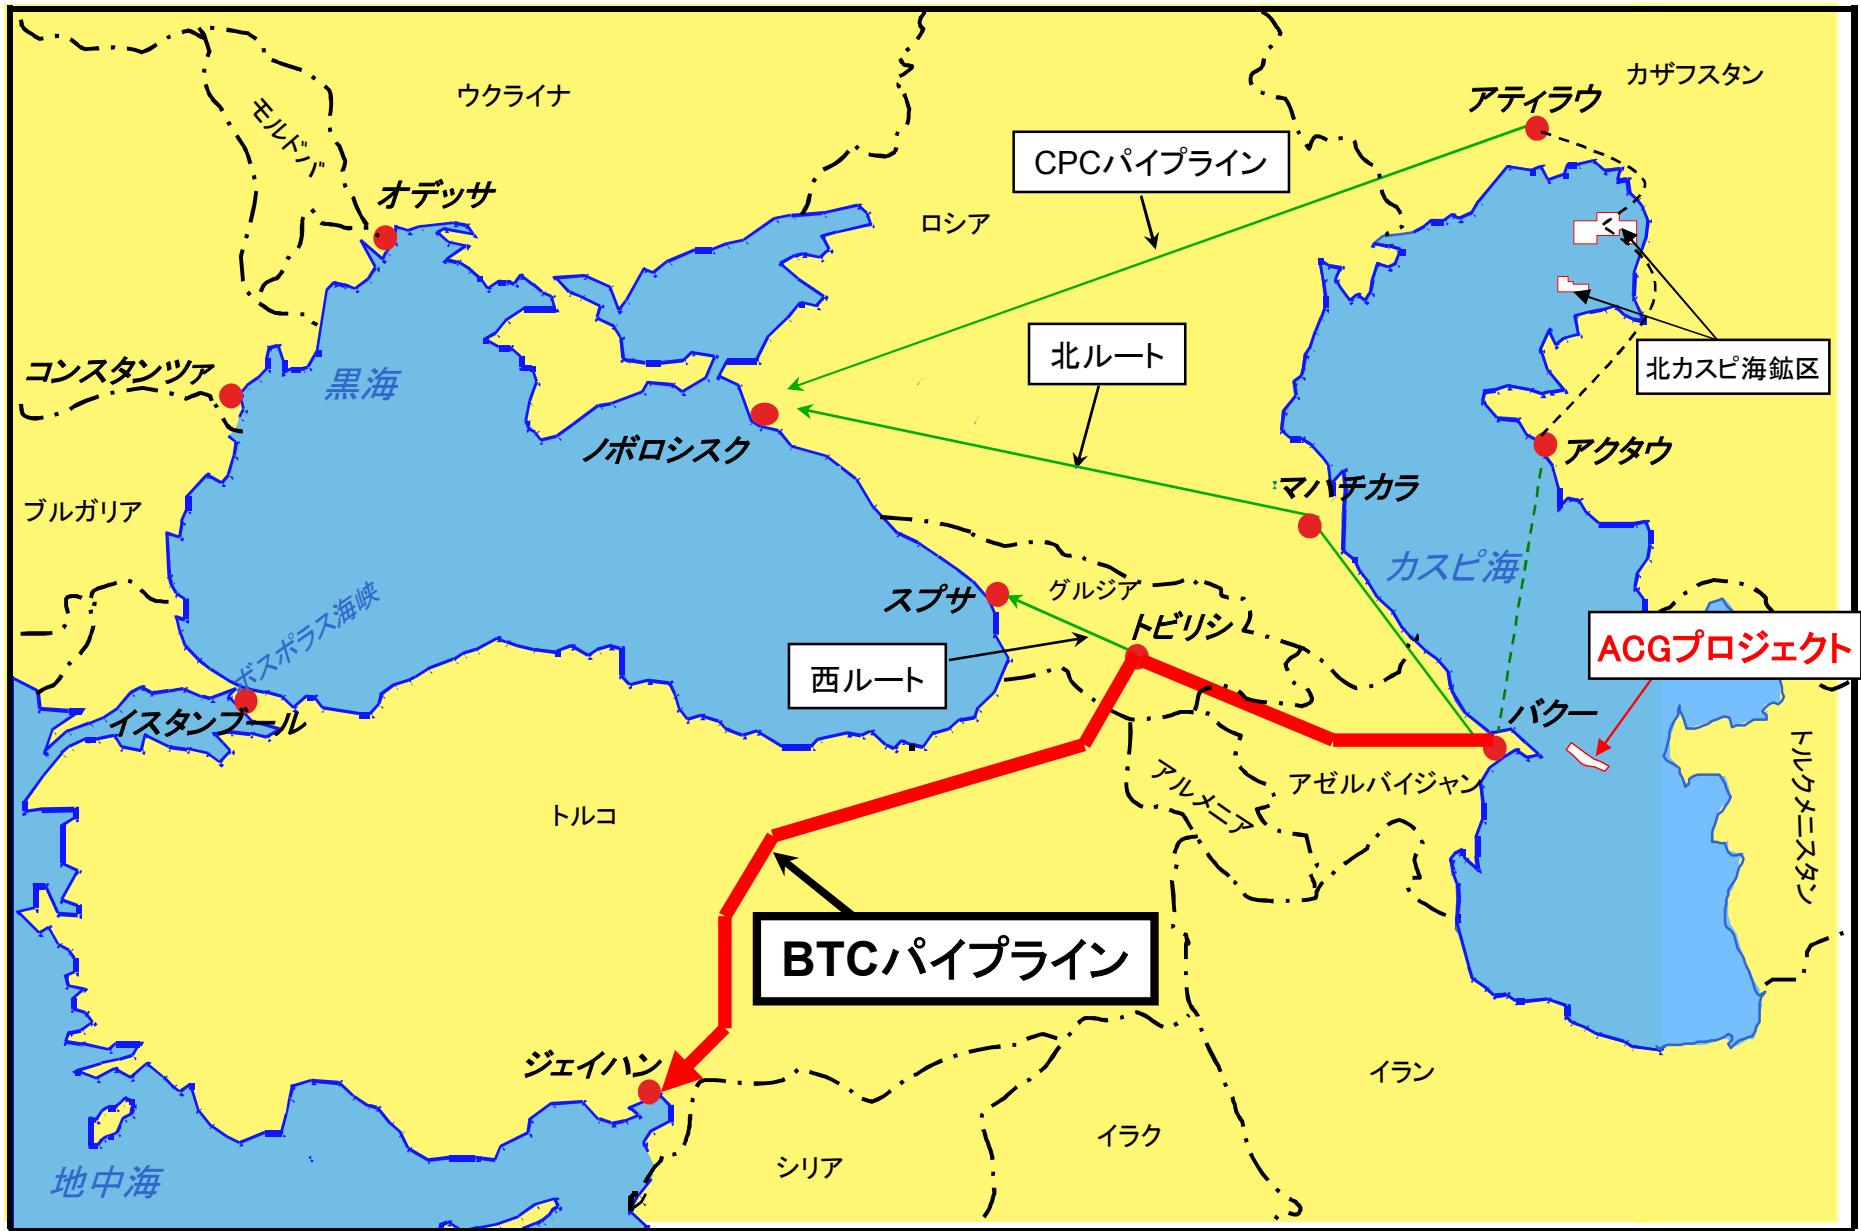 カザフスタン
ウクライナ
アティラウ
モルドバ
CPCパイプライン
オデッサ
ロシア
北ルート
北カスピ海鉱区
コンスタンツァ
黒海
ノボロシスク
アクタウ
マハチカラ
ブルガリア
カスピ海
グルジア
スプサ
ボスポラス海峡
トビリシ
ACGプロジェクト
西ルート
イスタンブール
バクー
トルクメニスタン
アルメニア
アゼルバイジャン
トルコ
BTCパイプライン
ジェイハン
イラン
イラク
シリア
地中海